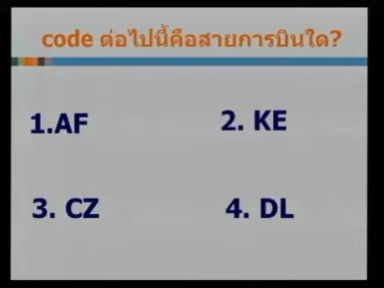 code ต่อไปนี้คือสายการบินใด?
1.AF
2. KE
3. CZ
4. DL